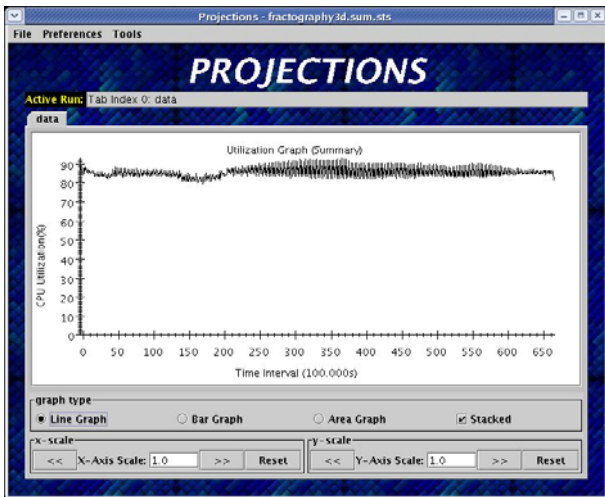 Projections - fractography3d.sum.sts
File Preferences Tools
PROJECTIONS
Active Run: Tab Index 0: data
data
Utilization Graph (Summary)
CPU Utilization(%)
90
80
70
60
50
40
30
20
10
0
0 50 100 150 200 250 300 350 400 450 500 550 600 650
Time Interval (100.000s)
graph type
Line Graph Bar Graph Area Graph Stacked
x-scale y-scale
<< X-Axis Scale: 1.0 >> Reset << Y-Axis Scale: 1.0 >> Reset